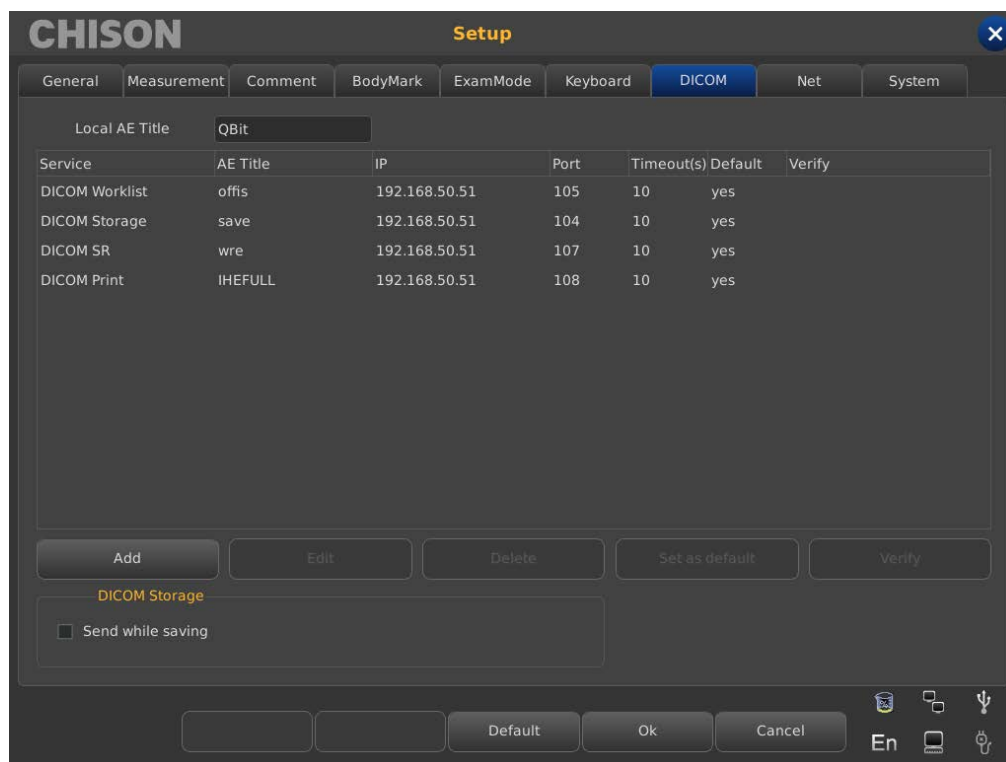 CHISON Setup
General Measurement Comment BodyMark ExamMode Keyboard DICOM Net System
Local AE Title QBit
Service AE Title IP Port Timeout(s) Default Verify
DICOM Worklist offis 192.168.50.51 105 10 yes
DICOM Storage save 192.168.50.51 104 10 yes
DICOM SR wre 192.168.50.51 107 10 yes
DICOM Print IHEFULL 192.168.50.51 108 10 yes
Add Edit Delete Set as default Verify
DICOM Storage
Send while saving
Default Ok Cancel
En